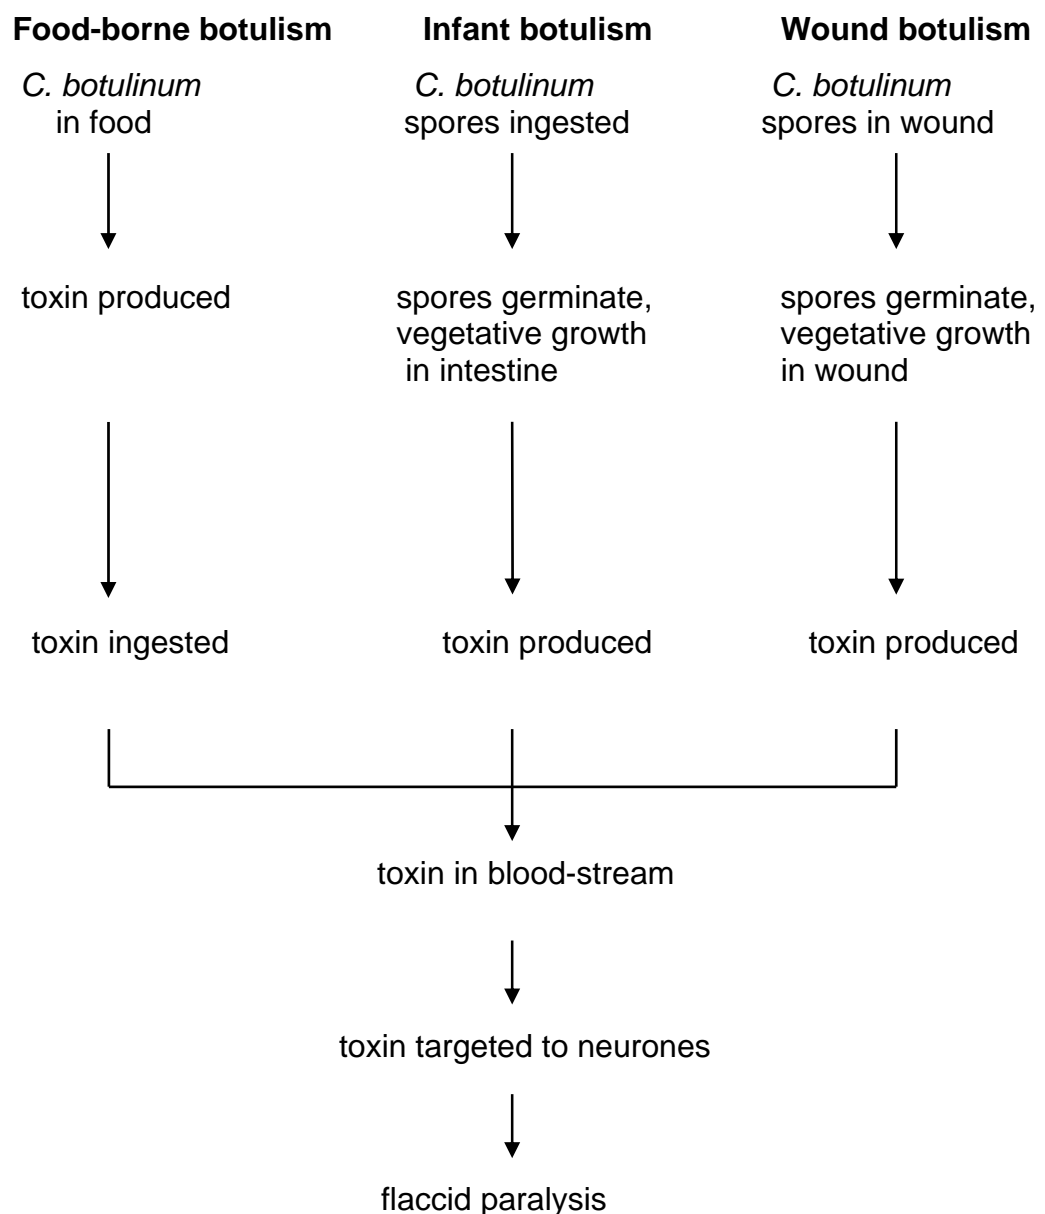 Food-borne botulism
C. botulinum
in food
toxin produced
toxin ingested
Infant botulism
C. botulinum
spores ingested
spores germinate,
vegetative growth
in intestine
toxin produced
Wound botulism
C. botulinum
spores in wound
spores germinate,
vegetative growth
in wound
toxin produced
toxin in blood-stream
toxin targeted to neurones
flaccid paralysis